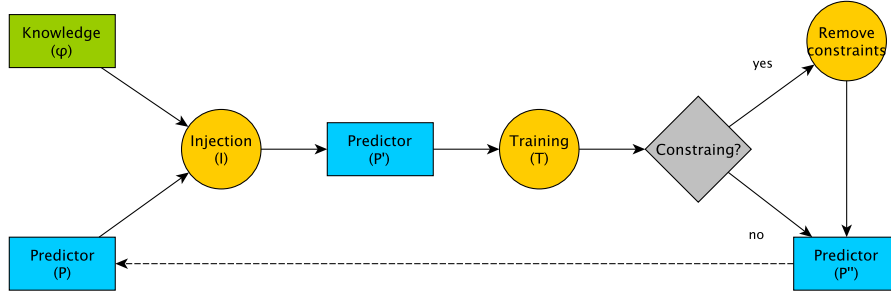 Knowledge
(φ)
Remove
constraints
yes
Injection
(I)
Predictor
(P')
Training
(T)
Constraing?
no
Predictor
(P)
Predictor
(P'')